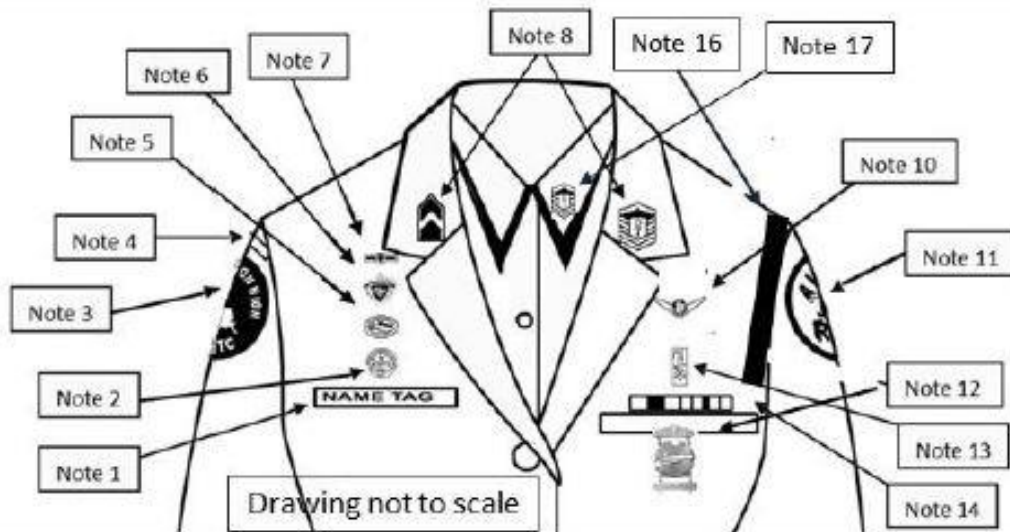 Note 8
Note 16
Note 17
Note 7
Note 6
Note 5
Note 10
Note 4
Note 11
Note 3
Note 2
NAME TAG
Note 12
Note 1
Note 13
Drawing not to scale
Note 14